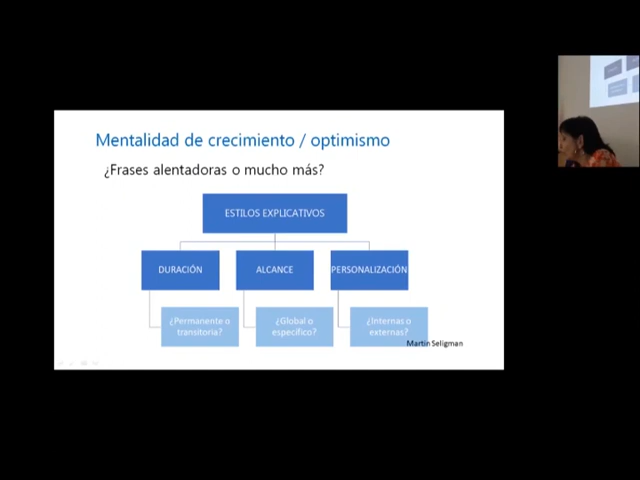 Mentalidad de crecimiento / optimismo
¿Frases alentadoras o mucho más?
ESTILOS EXPLICATIVOS
DURACIÓN
ALCANCE
PERSONALIZACIÓN
¿Permanente o
transitoria?
¿Global o
específico?
¿Internas o
externas?
Martin Seligman